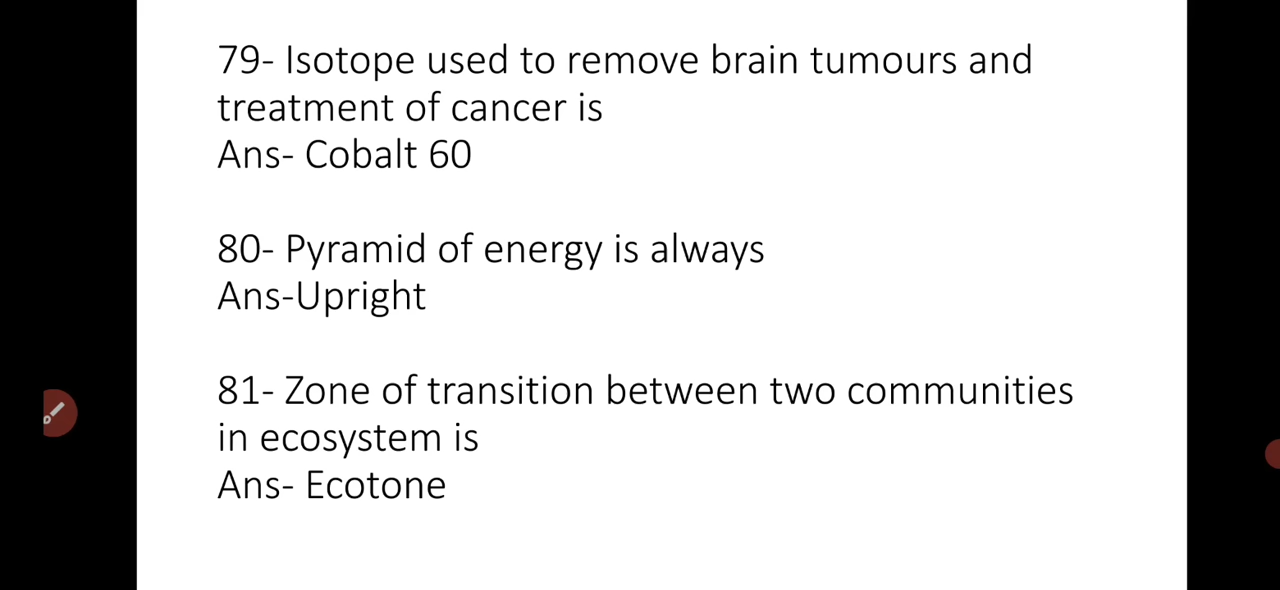 79- Isotope used to remove brain tumours and
treatment of cancer is
Ans- Cobalt 60
80- Pyramid of energy is always
Ans-Upright
81- Zone of transition between two communities
in ecosystem is
Ans- Ecotone